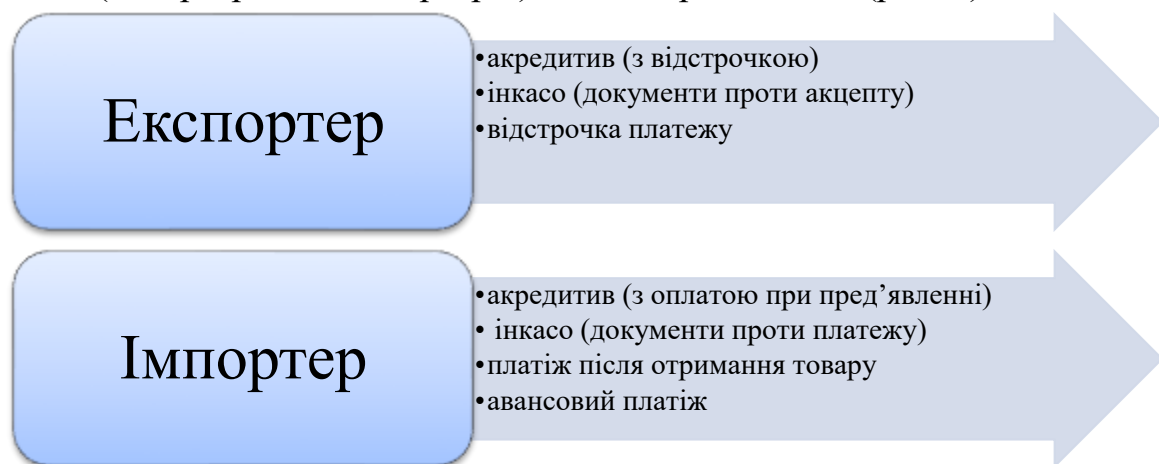 Експортер
•акредитив (з відстрочкою)
•інкасо (документи проти акцепту)
•відстрочка платежу
Імпортер
•акредитив (з оплатою при пред’явленні)
• інкасо (документи проти платежу)
•платіж після отримання товару
•авансовий платіж